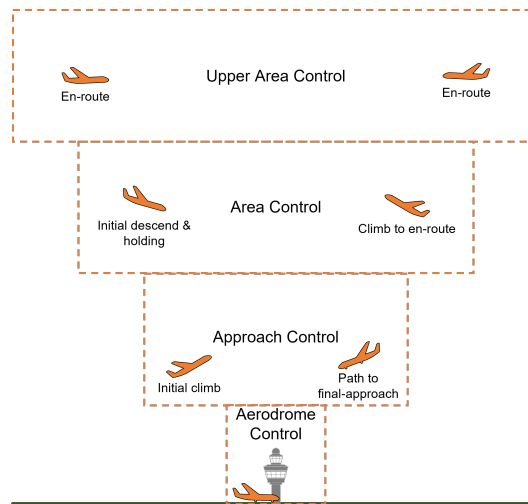 Upper Area Control
En-route
En-route
Area Control
Initial descend &
holding
Climb to en-route
Approach Control
Initial climb
Path to
final-approach
Aerodrome
Control